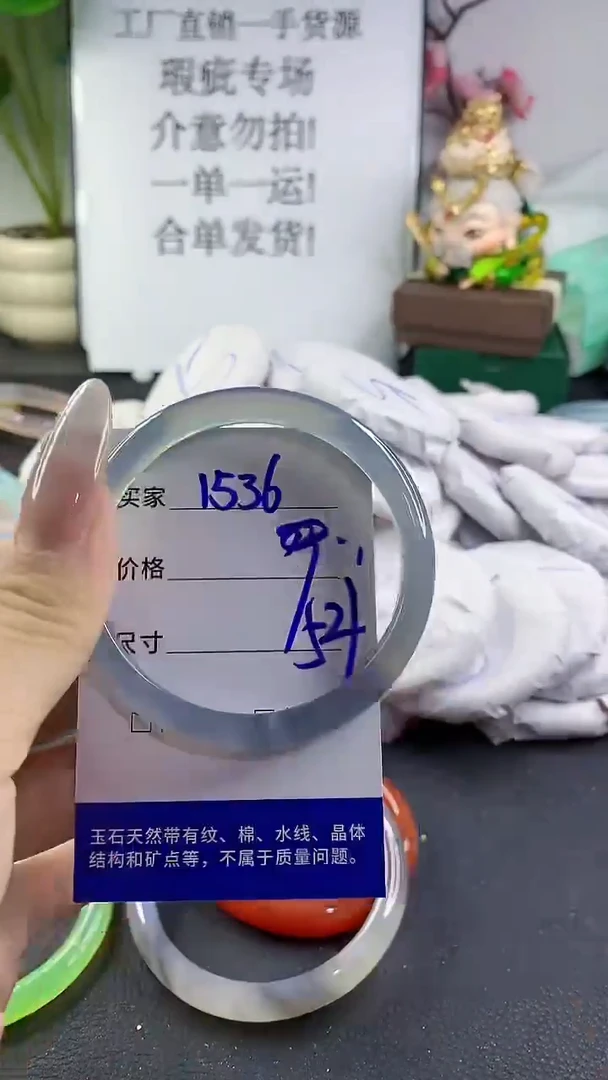 工厂直销一手货源
瑕疵专场
介意勿拍!
一单一运!
合单发货!
买家 1536
价格
尺寸 52
玉石天然带有纹、棉、水线、晶体
结构和矿点等，不属于质量问题。